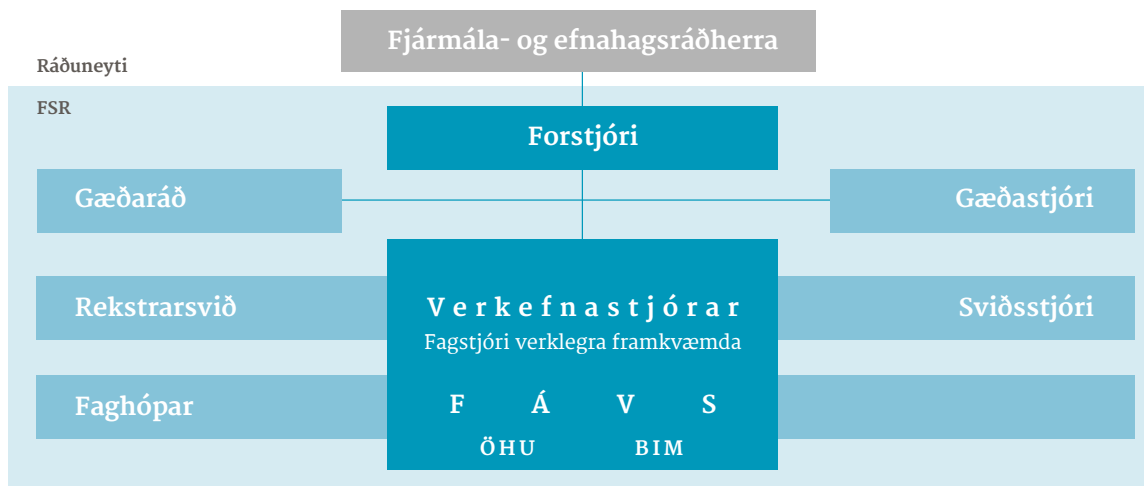 Fjármála- og efnahagsráðherra
Ráðuneyti
FSR
Forstjóri
Gæðaráð
Gæðastjóri
Rekstrarsvið
Verkefnastjórar
Sviðsstjóri
Fagstjóri verklegra framkvæmda
Faghópar
F Á V S
ÖHU BIM